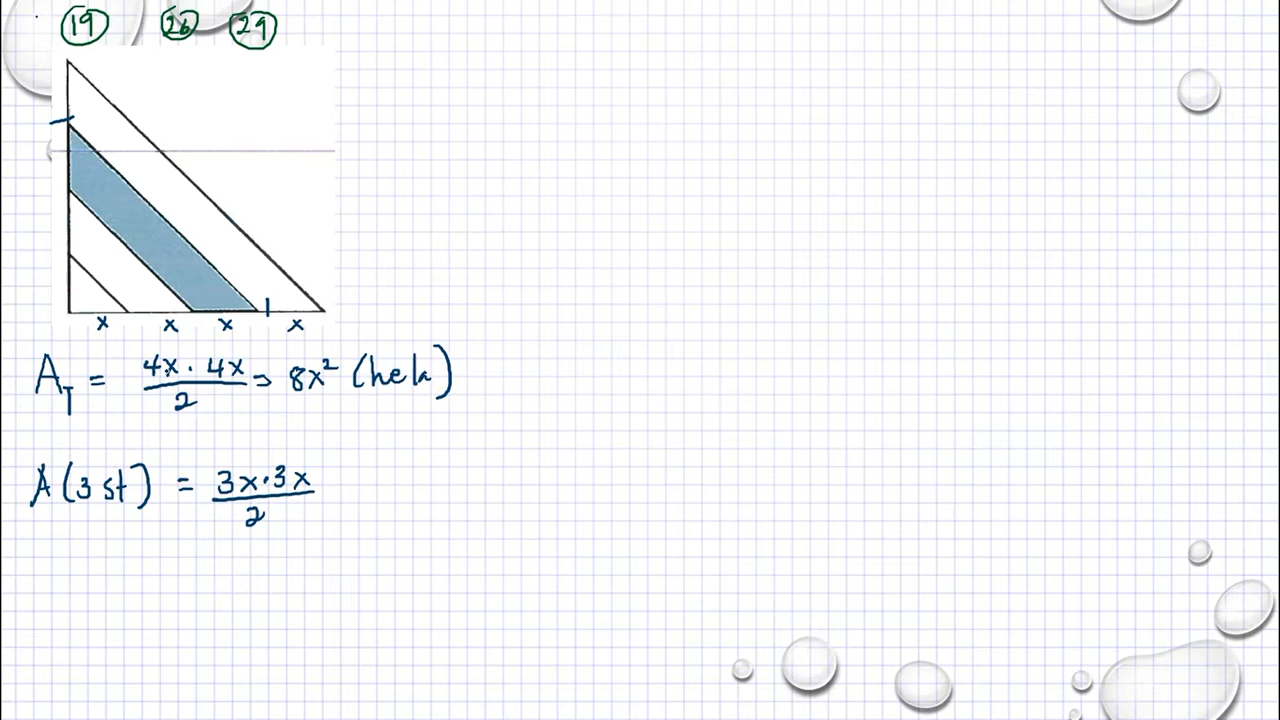 19 26 29
x x x x
A_T = 4x · 4x / 2 ⇒ 8x² (hela)
A(3 st) = 3x · 3x / 2